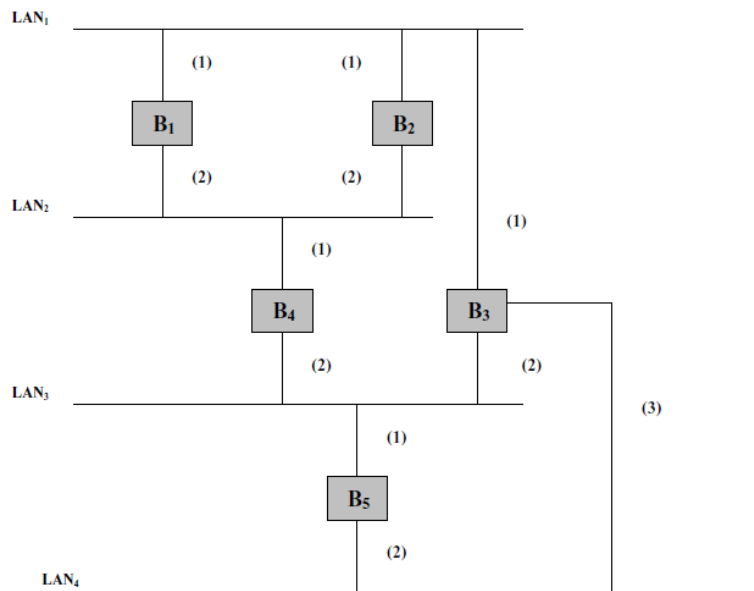 LAN₁
(1) (1)
B₁ B₂
(2) (2)
LAN₂
(1)
(1)
B₄ B₃
(2) (2)
LAN₃
(3)
(1)
B₅
(2)
LAN₄